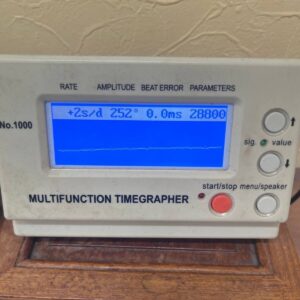 RATE AMPLITUDE BEAT ERROR PARAMETERS
+2s/d 252° 0.0ms 28800
No.1000
↑
sig. value
↓
start/stop menu/speaker
MULTIFUNCTION TIMEGRAPHER